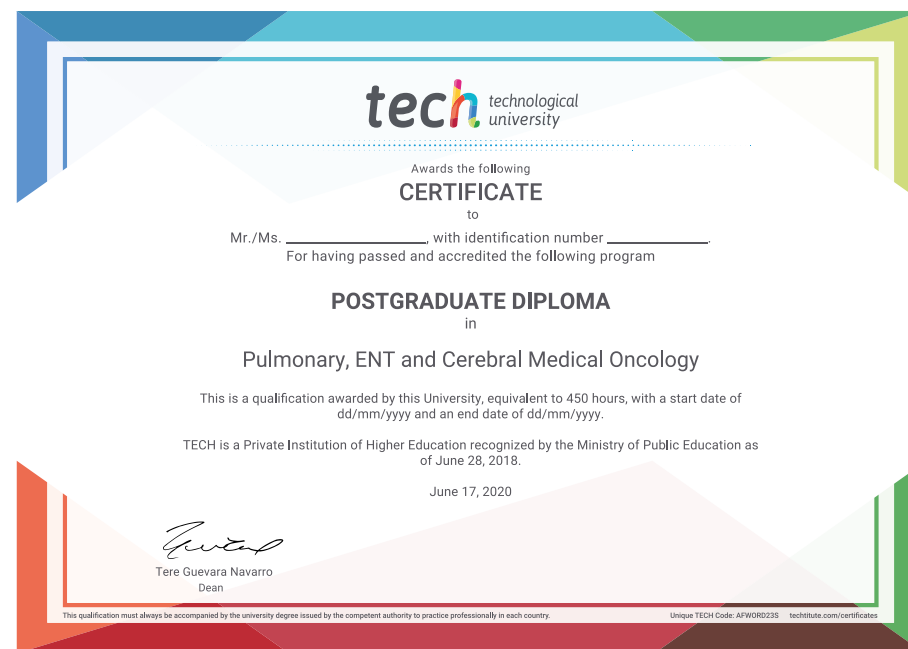 tech technological
university
Awards the following
CERTIFICATE
to
Mr./Ms. ____________, with identification number ____________.
For having passed and accredited the following program
POSTGRADUATE DIPLOMA
in
Pulmonary, ENT and Cerebral Medical Oncology
This is a qualification awarded by this University, equivalent to 450 hours, with a start date of
dd/mm/yyyy and an end date of dd/mm/yyyy.
TECH is a Private Institution of Higher Education recognized by the Ministry of Public Education as
of June 28, 2018.
June 17, 2020
Tere Guevara Navarro
Dean
This qualification must always be accompanied by the university degree issued by the competent authority to practice professionally in each country. Unique TECH Code: AFWORD23S techtitute.com/certificates